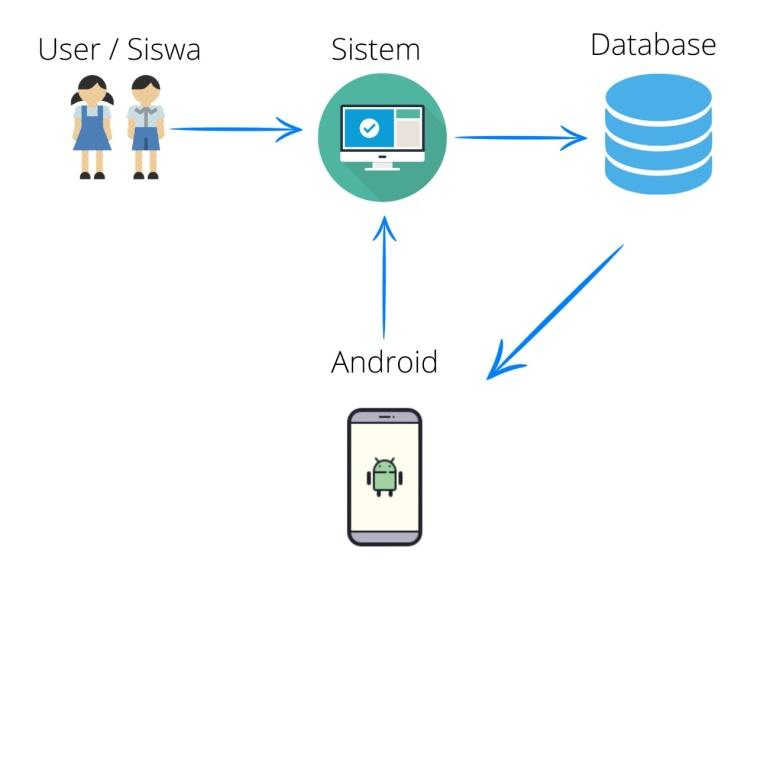 User / Siswa
Sistem
Database
Android